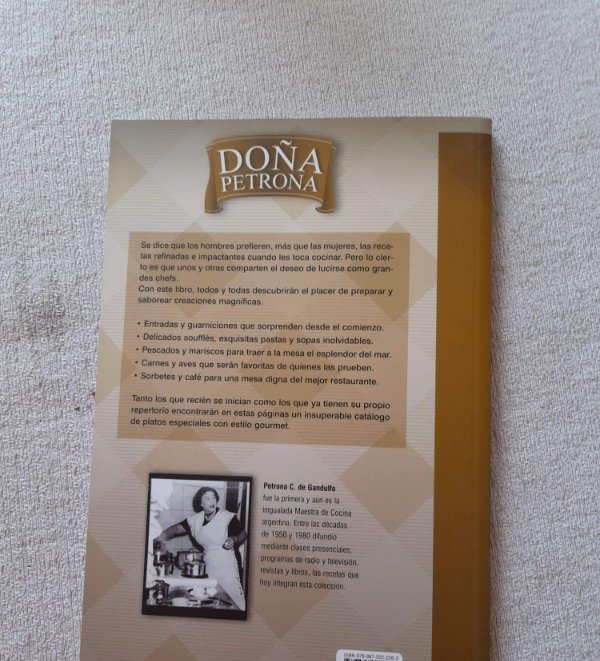 DOÑA
PETRONA
Se dice que los hombres prefieren, más que las mujeres, las rece-
tas refinadas e impactantes cuando les toca cocinar. Pero lo cier-
to es que unos y otras comparten el deseo de lucirse como gran-
des chefs.
Con este libro, todos y todas descubrirán el placer de preparar y
saborear creaciones magníficas.
• Entradas y guarniciones que sorprenden desde el comienzo.
• Delicados soufflés, exquisitas pastas y sopas inolvidables.
• Pescados y mariscos para traer a la mesa el esplendor del mar.
• Carnes y aves que serán favoritas de quienes las prueben.
• Sorbetes y café para una mesa digna del mejor restaurante.
Tanto los que recién se inician como los que ya tienen su propio
repertorio encontrarán en estas páginas un insuperable catálogo
de platos especiales con estilo gourmet.
Petrona C. de Gandulfo
fue la primera y aún es la
inigualada Maestra de Cocina
argentina. Entre las décadas
de 1950 y 1980 difundió
mediante clases presenciales,
programas de radio y televisión,
revistas y libros, las recetas que
hoy integran esta colección.
ISBN